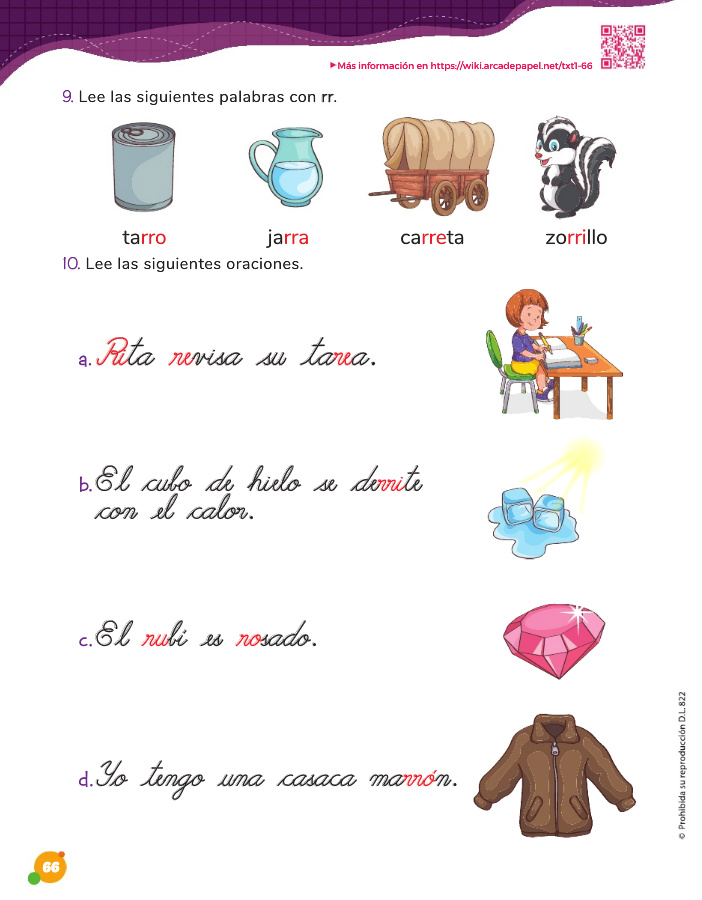 ▶Más información en https://wiki.arcadepapel.net/txt1-66
9. Lee las siguientes palabras con rr.
tarro jarra carreta zorrillo
10. Lee las siguientes oraciones.
a. Rita revisa su tarea.
b. El cubo de hielo se derrite
con el calor.
c. El rubí es rosado.
d. Yo tengo una casaca marrón.
© Prohibida su reproducción D.L. 822
66